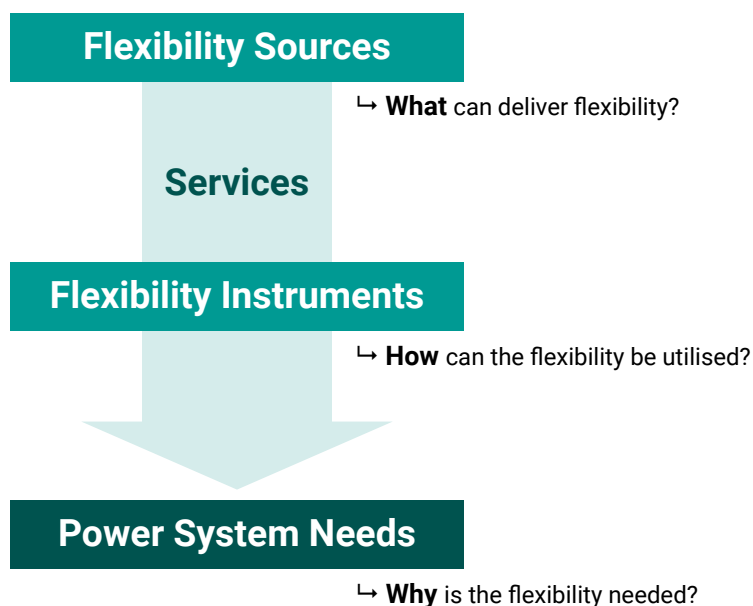 Flexibility Sources
↳ What can deliver flexibility?
Services
Flexibility Instruments
↳ How can the flexibility be utilised?
Power System Needs
↳ Why is the flexibility needed?